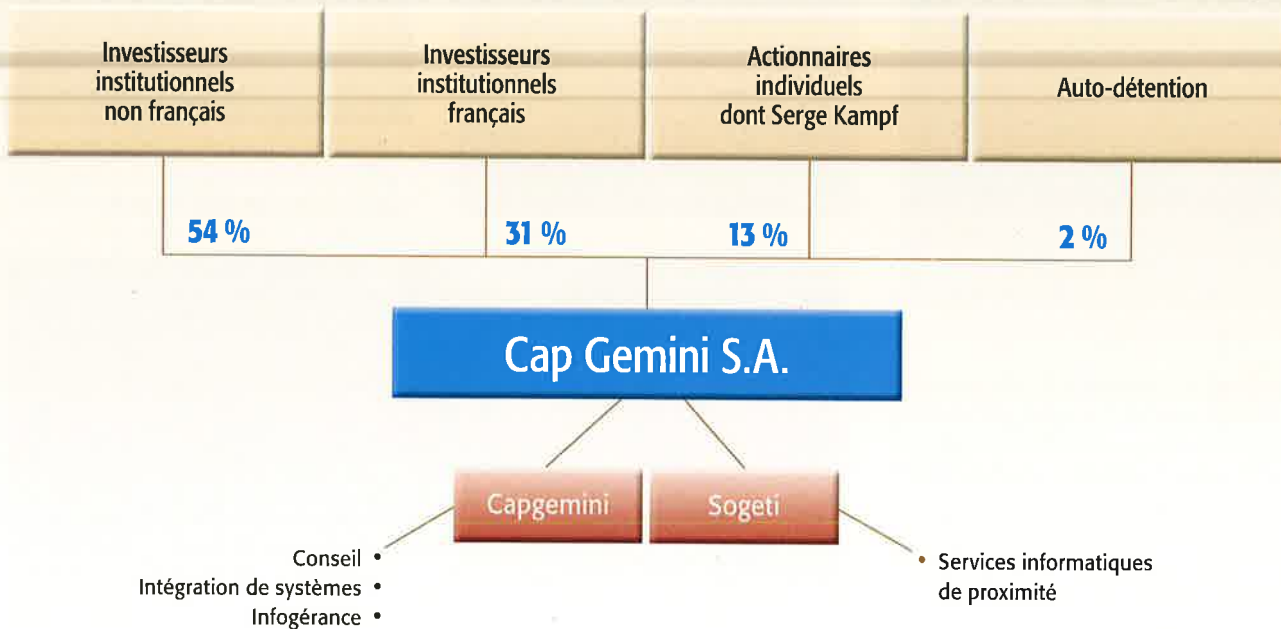 Investisseurs
institutionnels
non français
Investisseurs
institutionnels
français
Actionnaires
individuels
dont Serge Kampf
Auto-détention
54 %
31 %
13 %
2 %
Cap Gemini S.A.
Capgemini
Sogeti
Conseil •
Intégration de systèmes •
Infogérance •
• Services informatiques
de proximité